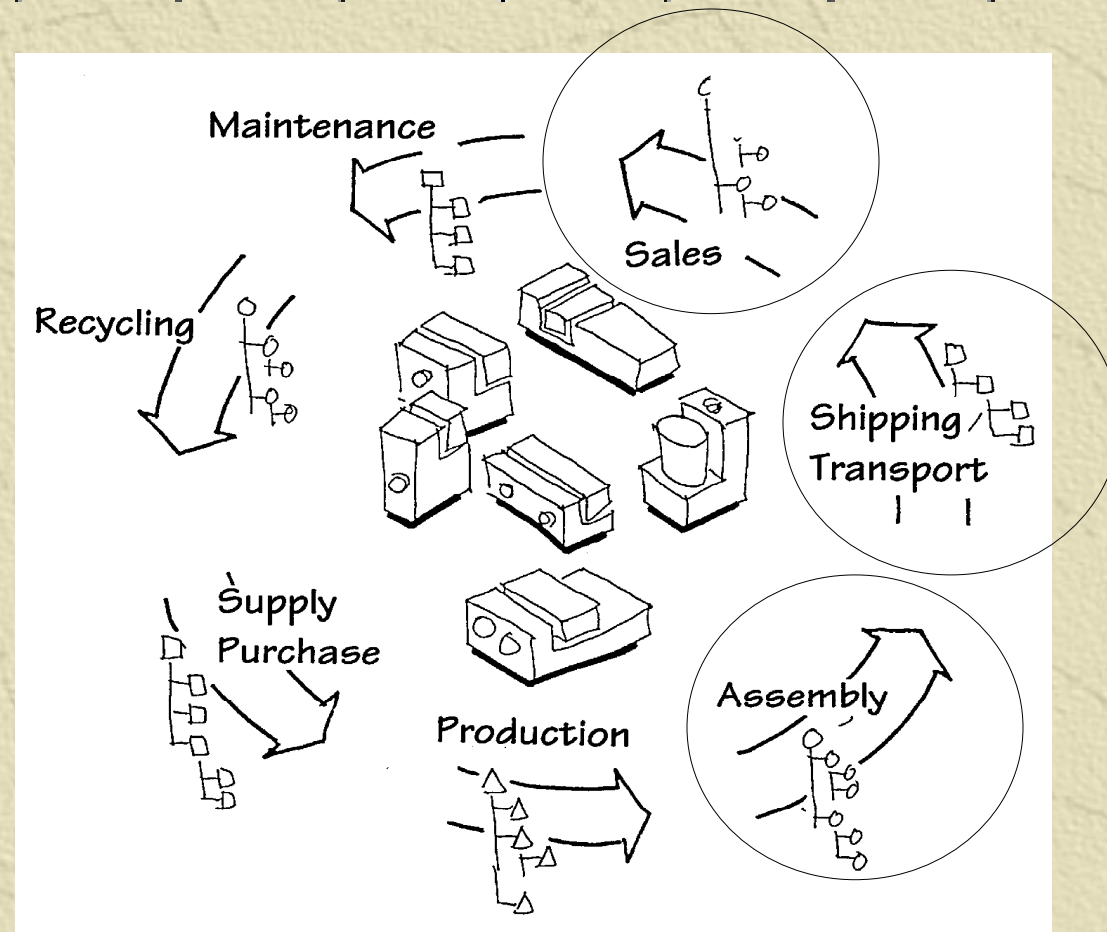 Maintenance
Sales
Recycling
Shipping
Transport
Supply
Purchase
Assembly
Production